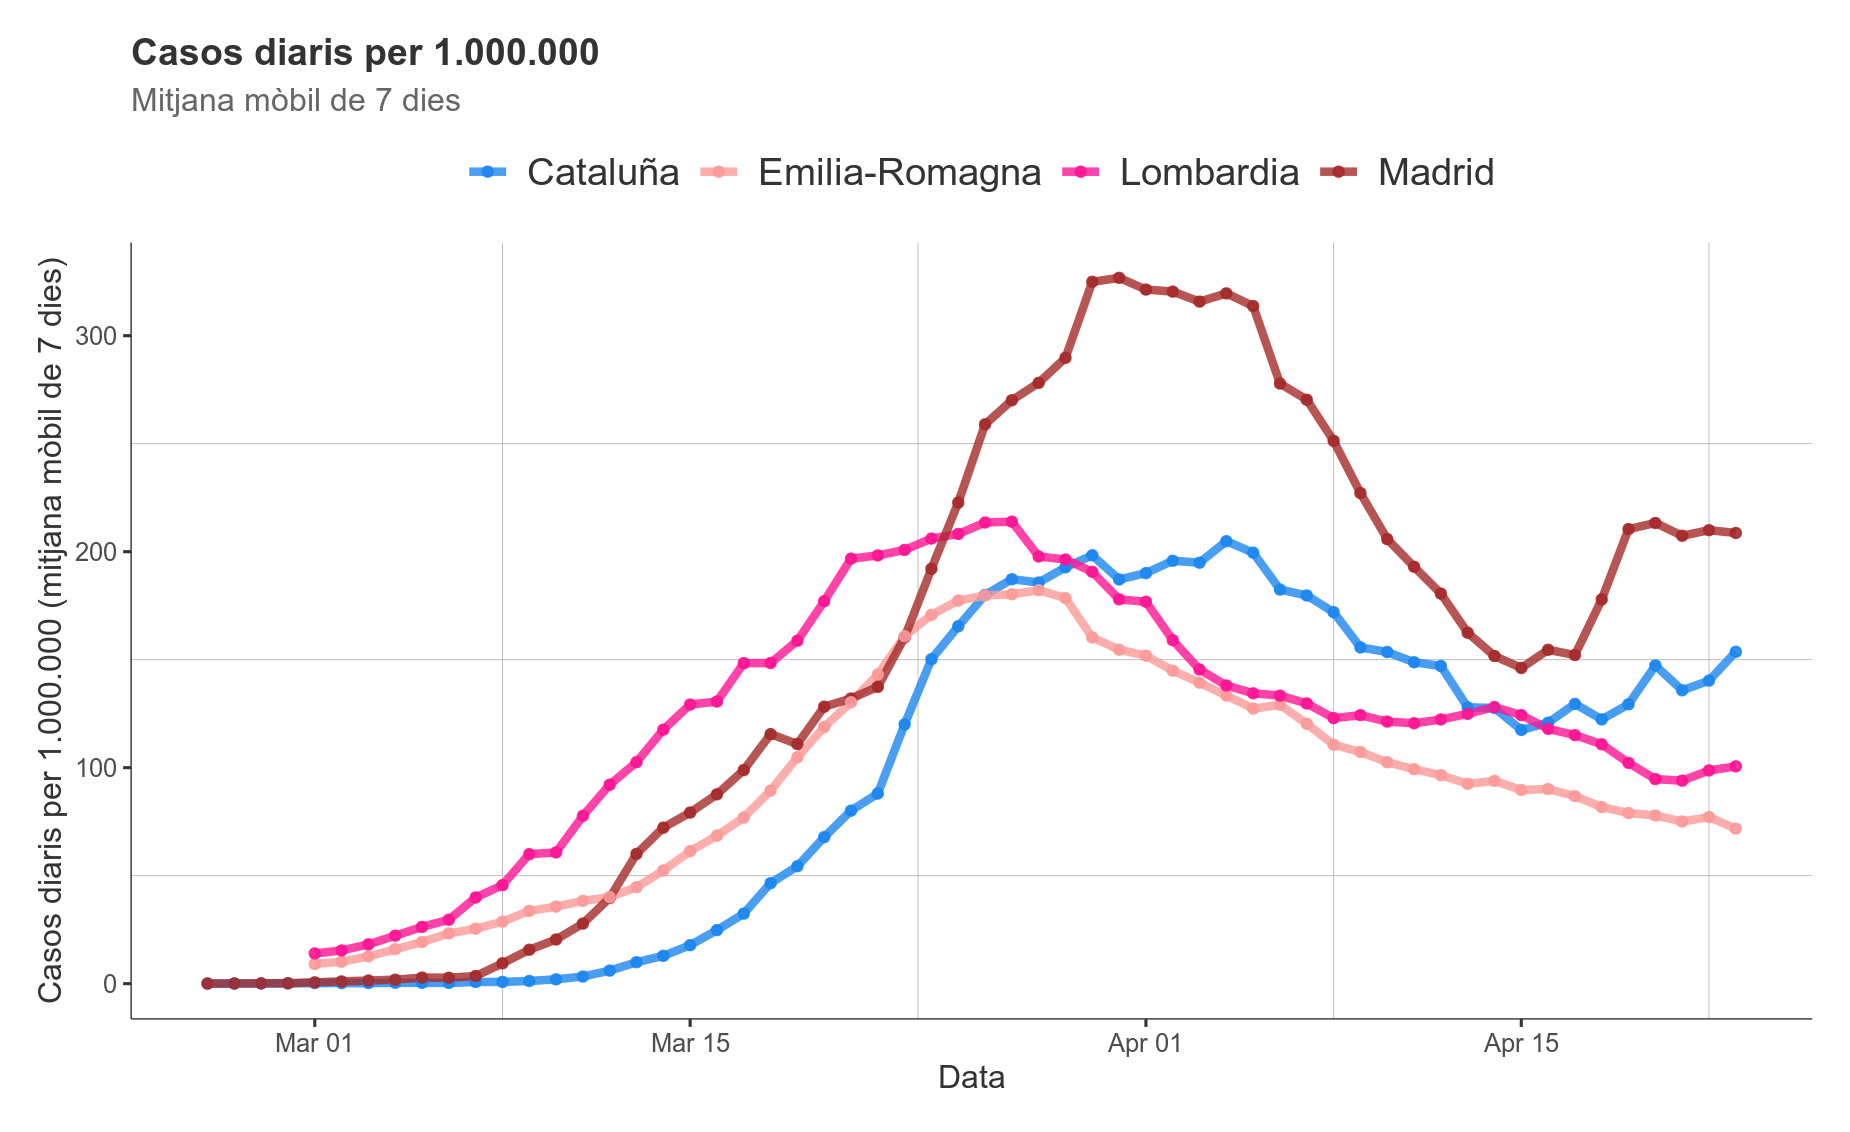 Casos diaris per 1.000.000
Mitjana mòbil de 7 dies
Cataluña Emilia-Romagna Lombardia Madrid
Casos diaris per 1.000.000 (mitjana mòbil de 7 dies)
300
200
100
0
Mar 01 Mar 15 Apr 01 Apr 15
Data